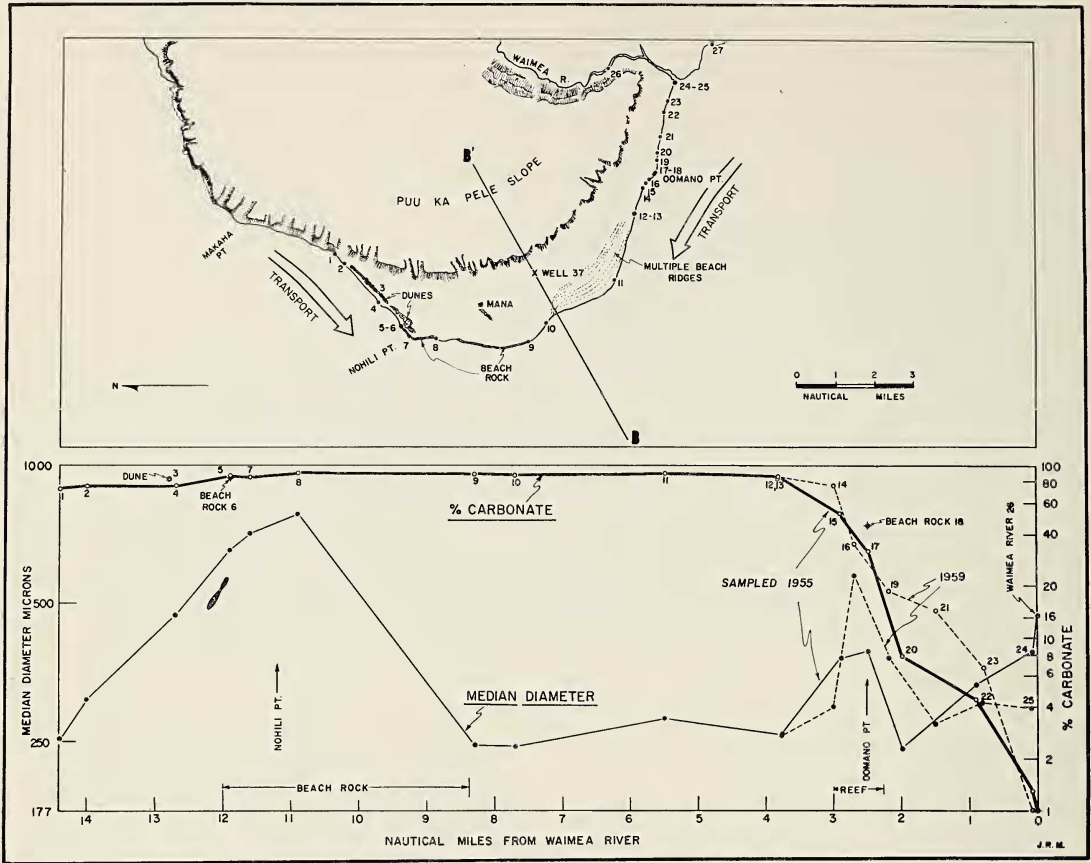 27
WAIMEA R.
26
24-25
23
22
21
20
19
17-18
OOMANO PT.
16
15
14
12-13
TRANSPORT
B'
PUU KA PELE SLOPE
MAKAHA PT
1
2
3
4
DUNES
5-6
7
8
TRANSPORT
NOHILI PT.
WELL 37
MANA
MULTIPLE BEACH
RIDGES
11
10
9
BEACH
ROCK
N
B
0 1 2 3
NAUTICAL MILES
1000
500
250
177
MEDIAN DIAMETER MICRONS
100
80
60
40
20
16
10
8
6
4
2
1
% CARBONATE
DUNE
3
1
2
4
5
7
BEACH
ROCK 6
8
9
10
11
12,13
14
% CARBONATE
15
16
17
BEACH ROCK 18
WAIMEA RIVER 26
SAMPLED 1955
1959
19
21
20
23
24
22
25
NOHILI PT.
MEDIAN DIAMETER
OOMANO PT
BEACH ROCK
REEF
14 13 12 11 10 9 8 7 6 5 4 3 2 1 0
NAUTICAL MILES FROM WAIMEA RIVER
J.R.M.